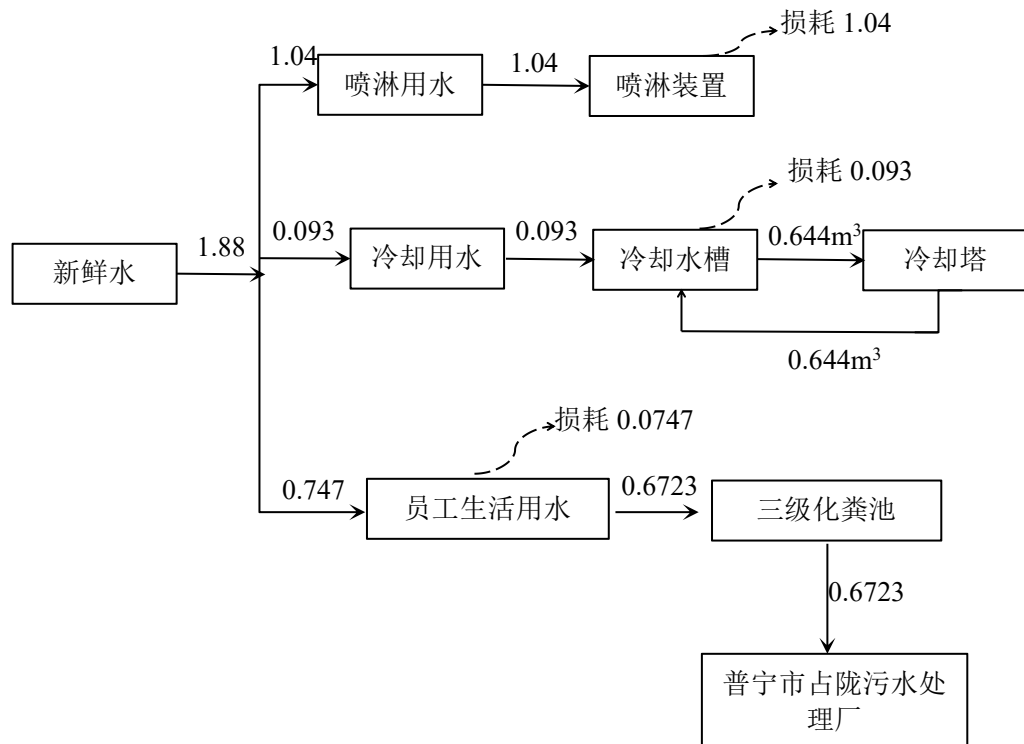 损耗 1.04
1.04
喷淋用水
1.04
喷淋装置
损耗 0.093
新鲜水
1.88
0.093
冷却用水
0.093
冷却水槽
0.644m³
冷却塔
0.644m³
损耗 0.0747
0.747
员工生活用水
0.6723
三级化粪池
0.6723
普宁市占陇污水处
理厂